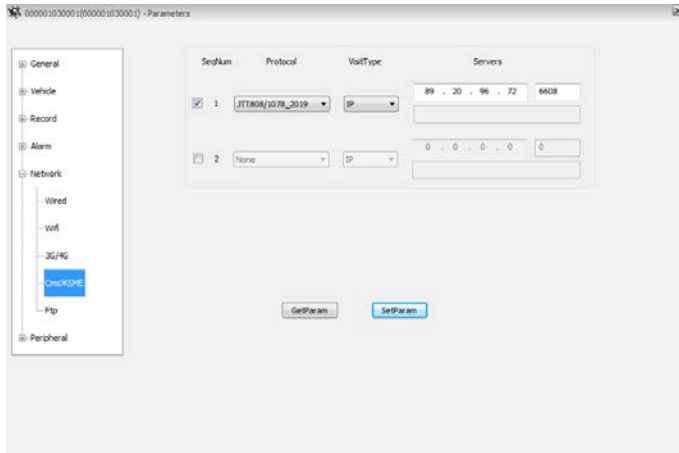 000001030001(000001030001) - Parameters
General
Vehicle
Record
Alarm
Network
Wired
Wifi
3G/4G
Ftp
Peripheral
SeqNum Protocol VisitType Servers
1 JTT808/1078_2019 IP 89 . 20 . 96 . 72 6608
2 None IP 0 . 0 . 0 . 0 0
GetParam SetParam